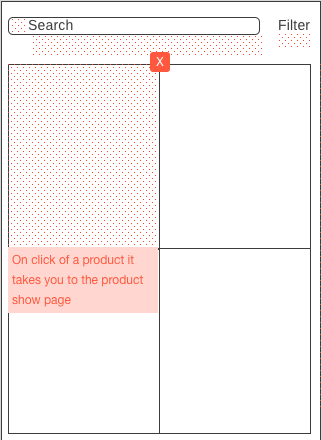 Search
Filter
X
On click of a product it
takes you to the product
show page